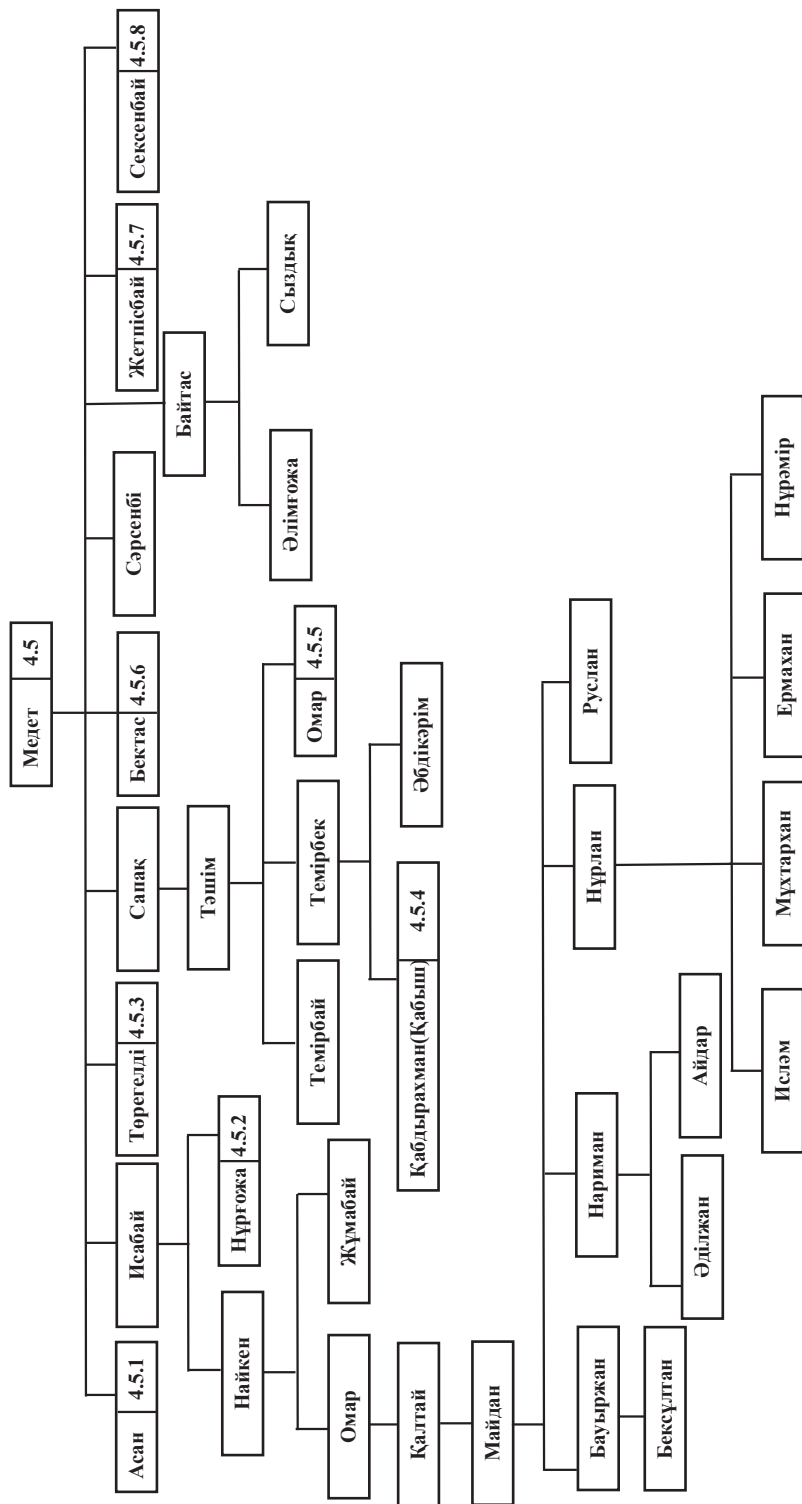 Медет 4.5
Асан 4.5.1
Исабай
Төрегелді 4.5.3
Сапақ
Бектас 4.5.6
Сәрсенбі
Жетпісбай 4.5.7
Сексенбай 4.5.8
Байтас
Найкен
Нұрғожа 4.5.2
Тәшім
Әлімғожа
Сыздық
Омар
Жұмабай
Темірбай
Темірбек
Омар 4.5.5
Қалтай
Қабдырахман(Қабыш) 4.5.4
Әбдікәрім
Майдан
Бауыржан
Нариман
Нұрлан
Руслан
Бексұлтан
Әділжан
Айдар
Исләм
Мұхтархан
Ермахан
Нұрәмір